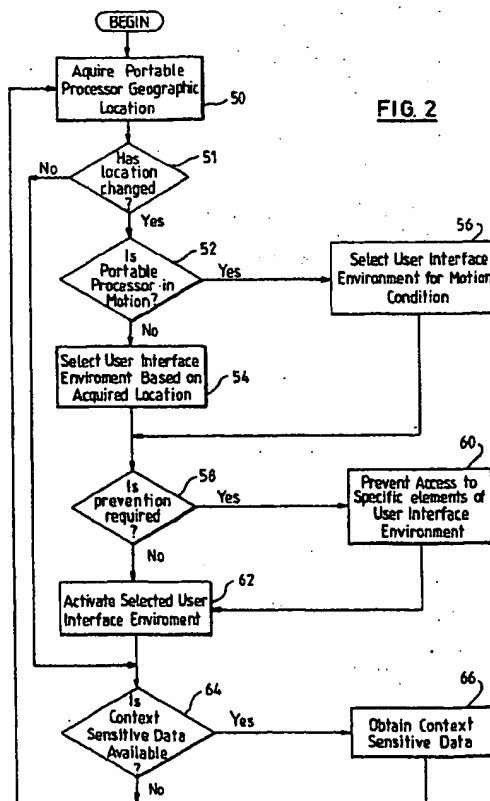 BEGIN
Aquire Portable
Processor Geographic
Location
50
FIG. 2
No
Has
location
changed
?
51
Yes
Is
Portable
Processor in
Motion?
52
Yes
56
Select User Interface
Environment for Motion
Condition
No
Select User Interface
Enviroment Based on
Acquired Location
54
Is
prevention
required
?
58
Yes
60
Prevent Access to
Specific elements of
User Interface
Environment
No
62
Activate Selected User
Interface Enviroment
Is
Context
Sensitive Data
Available
?
64
Yes
66
Obtain Context
Sensitive Data
No